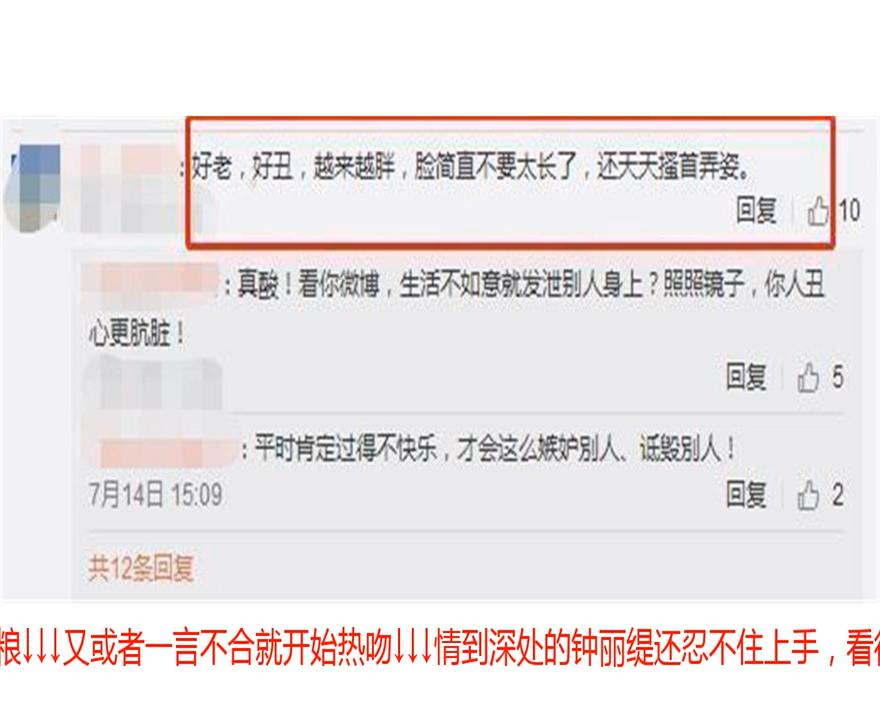 :好老，好丑，越来越胖，脸简直不要太长了，还天天搔首弄姿。
回复 10
:真酸！看你微博，生活不如意就发泄别人身上？照照镜子，你人丑
心更肮脏！
回复 5
:平时肯定过得不快乐，才会这么嫉妒别人、诋毁别人！
7月14日 15:09 回复 2
共12条回复
粮↓↓↓又或者一言不合就开始热吻↓↓↓情到深处的钟丽缇还忍不住上手，看得